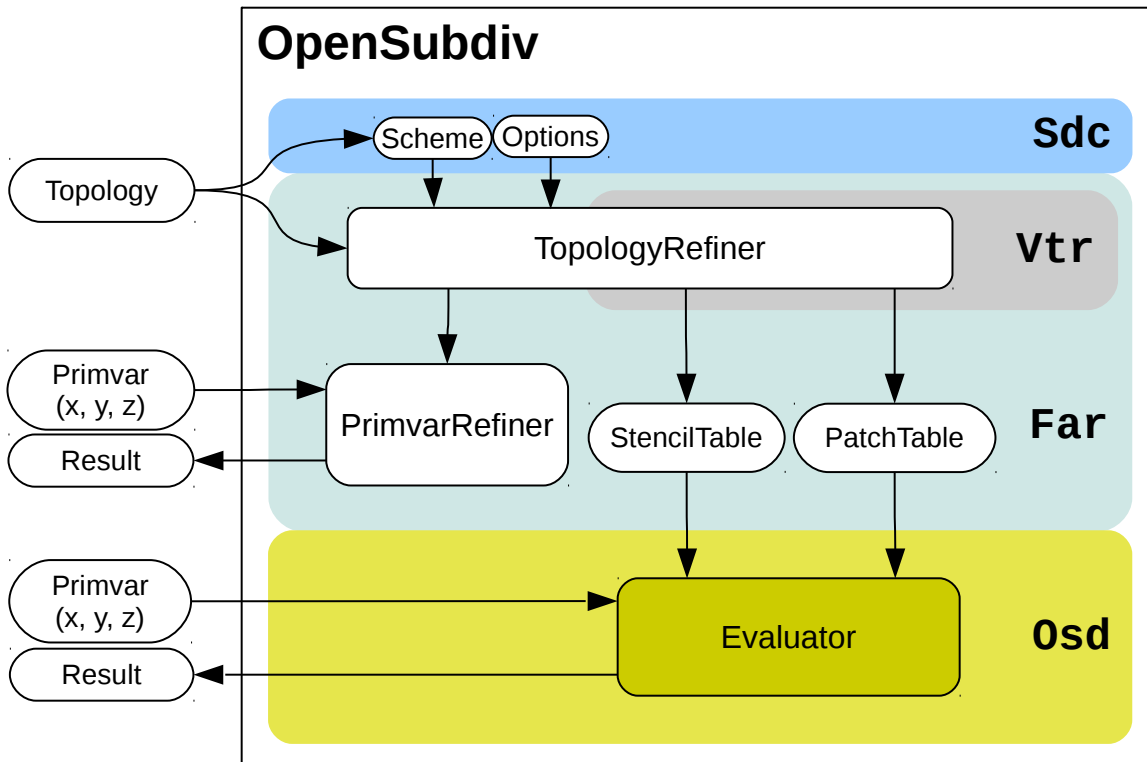 OpenSubdiv
Sdc
Scheme
Options
Topology
TopologyRefiner
Vtr
Primvar
(x, y, z)
Result
PrimvarRefiner
StencilTable
PatchTable
Far
Primvar
(x, y, z)
Result
Evaluator
Osd